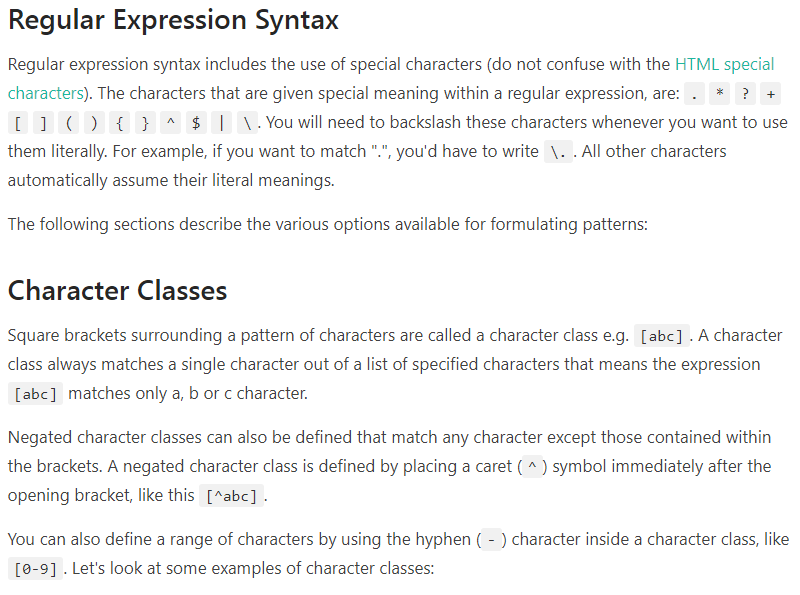 Regular Expression Syntax
Regular expression syntax includes the use of special characters (do not confuse with the HTML special
characters). The characters that are given special meaning within a regular expression, are: . * ? +
[ ] ( ) { } ^ $ | \. You will need to backslash these characters whenever you want to use
them literally. For example, if you want to match ".", you'd have to write \. . All other characters
automatically assume their literal meanings.
The following sections describe the various options available for formulating patterns:
Character Classes
Square brackets surrounding a pattern of characters are called a character class e.g. [abc]. A character
class always matches a single character out of a list of specified characters that means the expression
[abc] matches only a, b or c character.
Negated character classes can also be defined that match any character except those contained within
the brackets. A negated character class is defined by placing a caret (^) symbol immediately after the
opening bracket, like this [^abc].
You can also define a range of characters by using the hyphen (-) character inside a character class, like
[0-9]. Let's look at some examples of character classes: